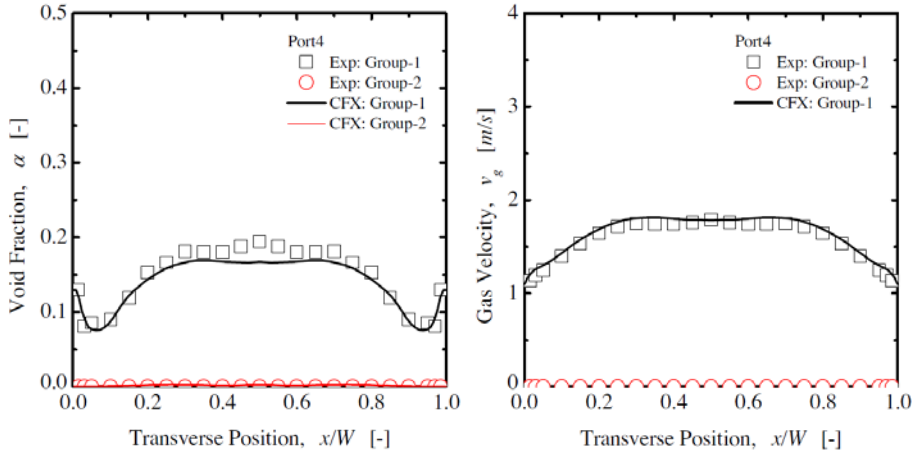 0.5
0.4
0.3
0.2
0.1
0.0
Void Fraction, α [-]
Port4
Exp: Group-1
Exp: Group-2
CFX: Group-1
CFX: Group-2
0.0 0.2 0.4 0.6 0.8 1.0
Transverse Position, x/W [-]
4
3
2
1
0
Gas Velocity, v_g [m/s]
Port4
Exp: Group-1
Exp: Group-2
CFX: Group-1
0.0 0.2 0.4 0.6 0.8 1.0
Transverse Position, x/W [-]